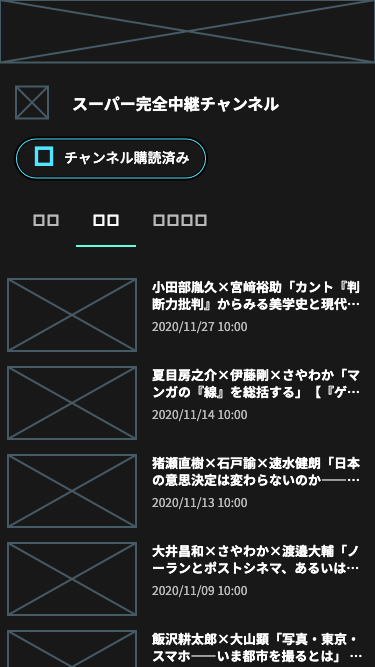 スーパー完全中継チャンネル
チャンネル購読済み
小田部胤久×宮﨑裕助「カント『判
断力批判』からみる美学史と現代…
2020/11/27 10:00
夏目房之介×伊藤剛×さやわか「マ
ンガの『線』を総括する」【『ゲ…
2020/11/14 10:00
猪瀬直樹×石戸諭×速水健朗「日本
の意思決定は変わらないのか――…
2020/11/13 10:00
大井昌和×さやわか×渡邉大輔「ノ
ーランとポストシネマ、あるいは…
2020/11/09 10:00
飯沢耕太郎×大山顕「写真・東京・
スマホ――いま都市を撮るとは」 …